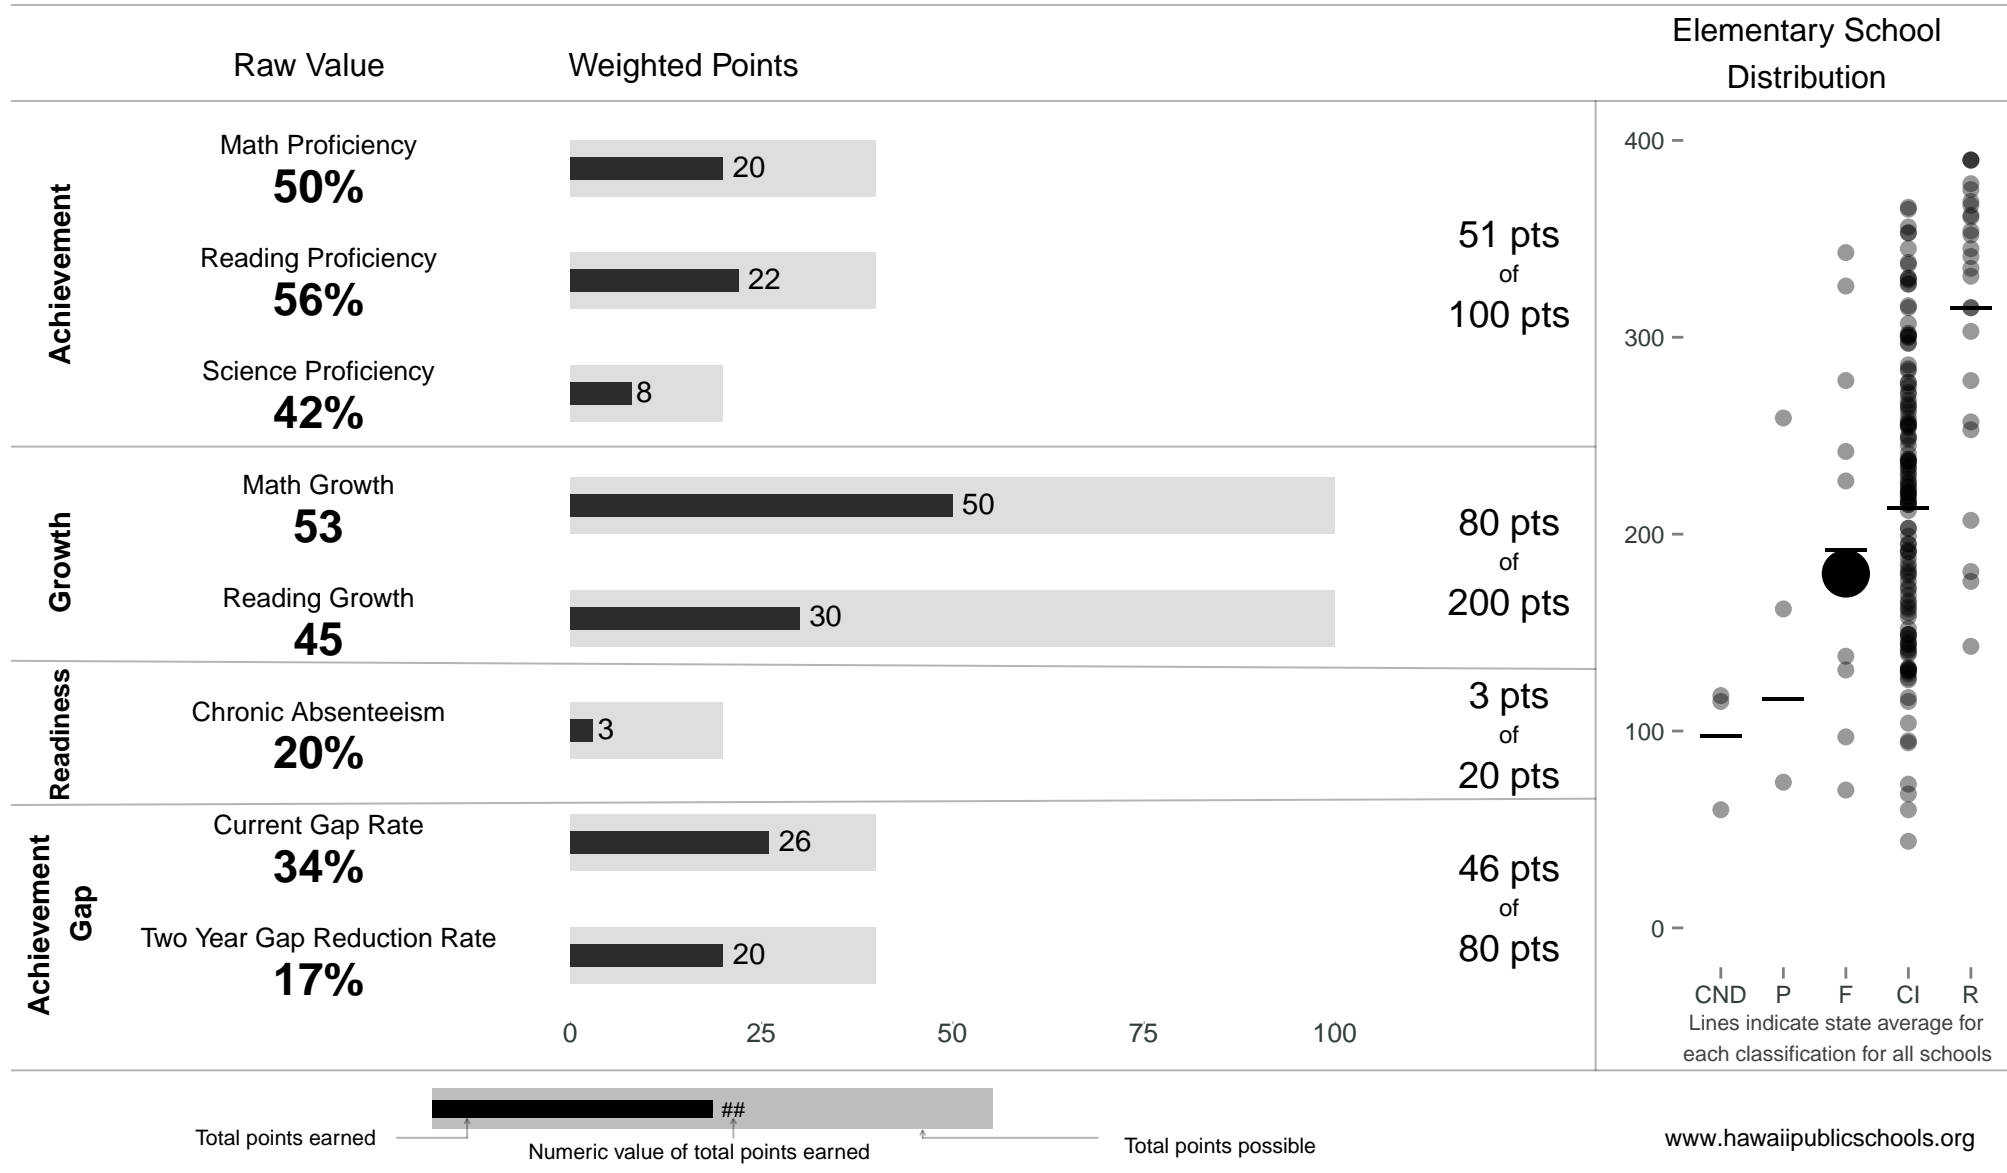 Raw Value
Weighted Points
Elementary School
Distribution
Achievement
Math Proficiency
50%
20
Reading Proficiency
56%
22
Science Proficiency
42%
8
51 pts
of
100 pts
Growth
Math Growth
53
50
Reading Growth
45
30
80 pts
of
200 pts
Readiness
Chronic Absenteeism
20%
3
3 pts
of
20 pts
Achievement
Gap
Current Gap Rate
34%
26
Two Year Gap Reduction Rate
17%
20
46 pts
of
80 pts
0 25 50 75 100
400
300
200
100
0
CND P F CI R
Lines indicate state average for
each classification for all schools
##
Total points earned
Numeric value of total points earned
Total points possible
www.hawaiipublicschools.org